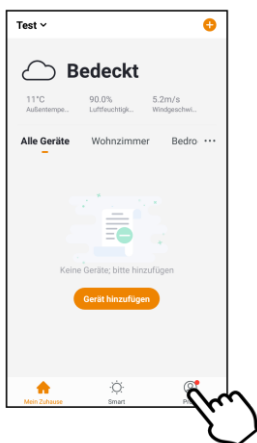 Test
Bedeckt
11°C 90.0% 5.2m/s
Außentempe... Luftfeuchtigk... Windgeschwi...
Alle Geräte Wohnzimmer Bedro ...
Keine Geräte; bitte hinzufügen
Gerät hinzufügen
Mein Zuhause Smart